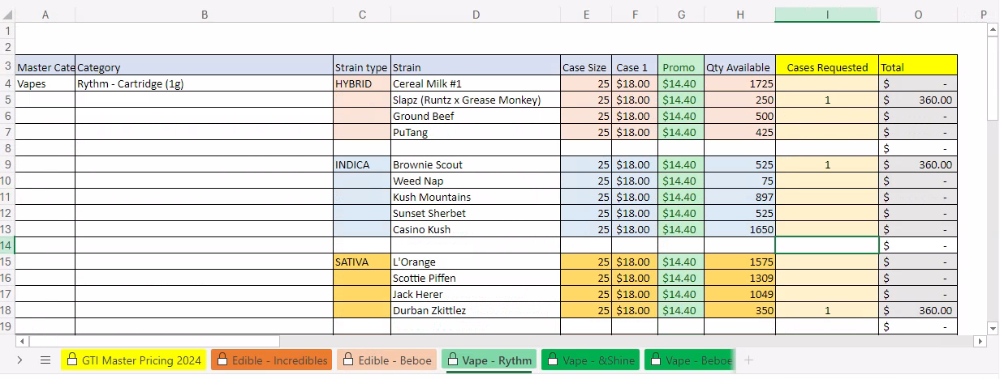 A B C D E F G H I O P
1
2
3 Master Cate Category Strain type Strain Case Size Case 1 Promo Qty Available Cases Requested Total
4 Vapes Rythm - Cartridge (1g) HYBRID Cereal Milk #1 25 $18.00 $14.40 1725 $ -
5 Slapz (Runtz x Grease Monkey) 25 $18.00 $14.40 250 1 $ 360.00
6 Ground Beef 25 $18.00 $14.40 500 $ -
7 PuTang 25 $18.00 $14.40 425 $ -
8 $ -
9 INDICA Brownie Scout 25 $18.00 $14.40 525 1 $ 360.00
10 Weed Nap 25 $18.00 $14.40 75 $ -
11 Kush Mountains 25 $18.00 $14.40 897 $ -
12 Sunset Sherbet 25 $18.00 $14.40 525 $ -
13 Casino Kush 25 $18.00 $14.40 1650 $ -
14 $ -
15 SATIVA L'Orange 25 $18.00 $14.40 1575 $ -
16 Scottie Piffen 25 $18.00 $14.40 1309 $ -
17 Jack Herer 25 $18.00 $14.40 1049 $ -
18 Durban Zkittlez 25 $18.00 $14.40 350 1 $ 360.00
19 $ -
GTI Master Pricing 2024 Edible - Incredibles Edible - Beboe Vape - Rythm Vape - &Shine Vape - Beboe